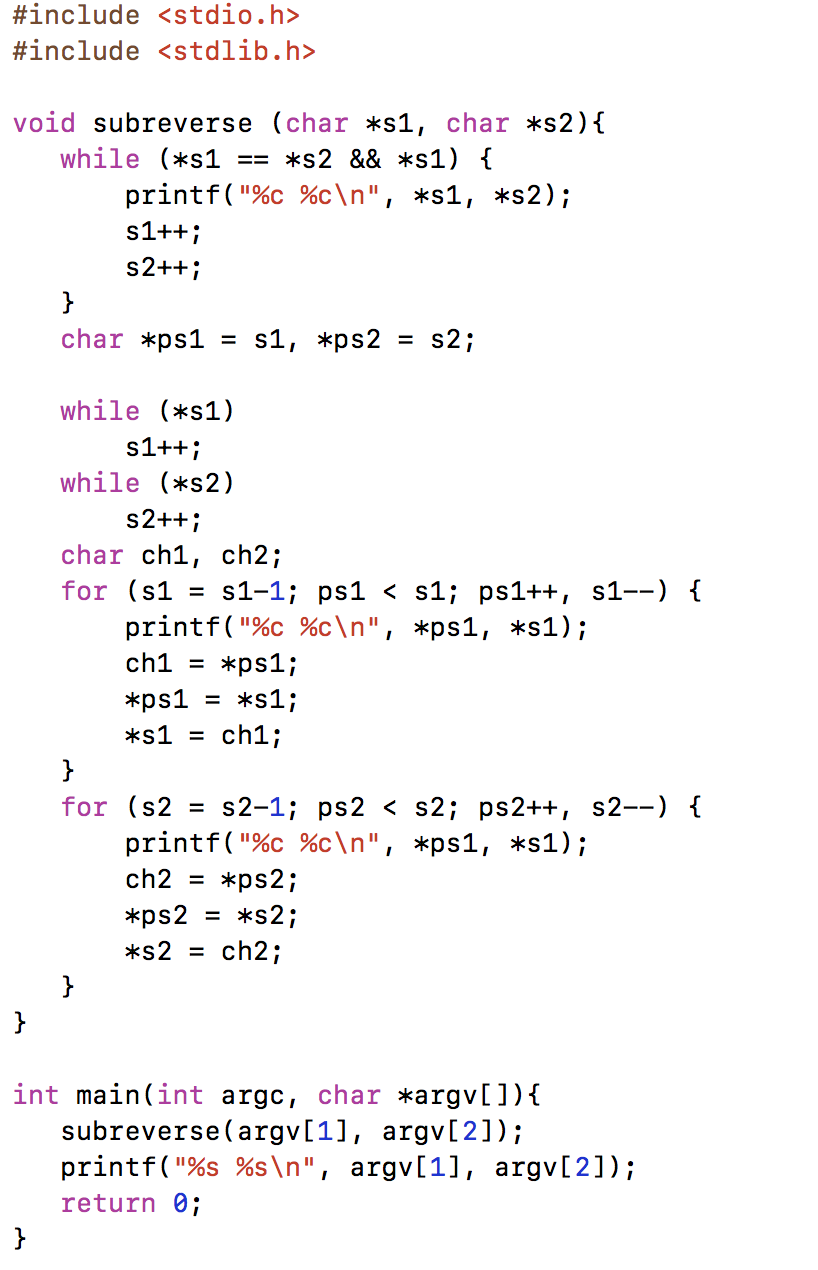 #include <stdio.h>
#include <stdlib.h>

void subreverse (char *s1, char *s2){
   while (*s1 == *s2 && *s1) {
       printf("%c %c\n", *s1, *s2);
       s1++;
       s2++;
   }
   char *ps1 = s1, *ps2 = s2;

   while (*s1)
       s1++;
   while (*s2)
       s2++;
   char ch1, ch2;
   for (s1 = s1-1; ps1 < s1; ps1++, s1--) {
       printf("%c %c\n", *ps1, *s1);
       ch1 = *ps1;
       *ps1 = *s1;
       *s1 = ch1;
   }
   for (s2 = s2-1; ps2 < s2; ps2++, s2--) {
       printf("%c %c\n", *ps1, *s1);
       ch2 = *ps2;
       *ps2 = *s2;
       *s2 = ch2;
   }
}

int main(int argc, char *argv[]){
   subreverse(argv[1], argv[2]);
   printf("%s %s\n", argv[1], argv[2]);
   return 0;
}